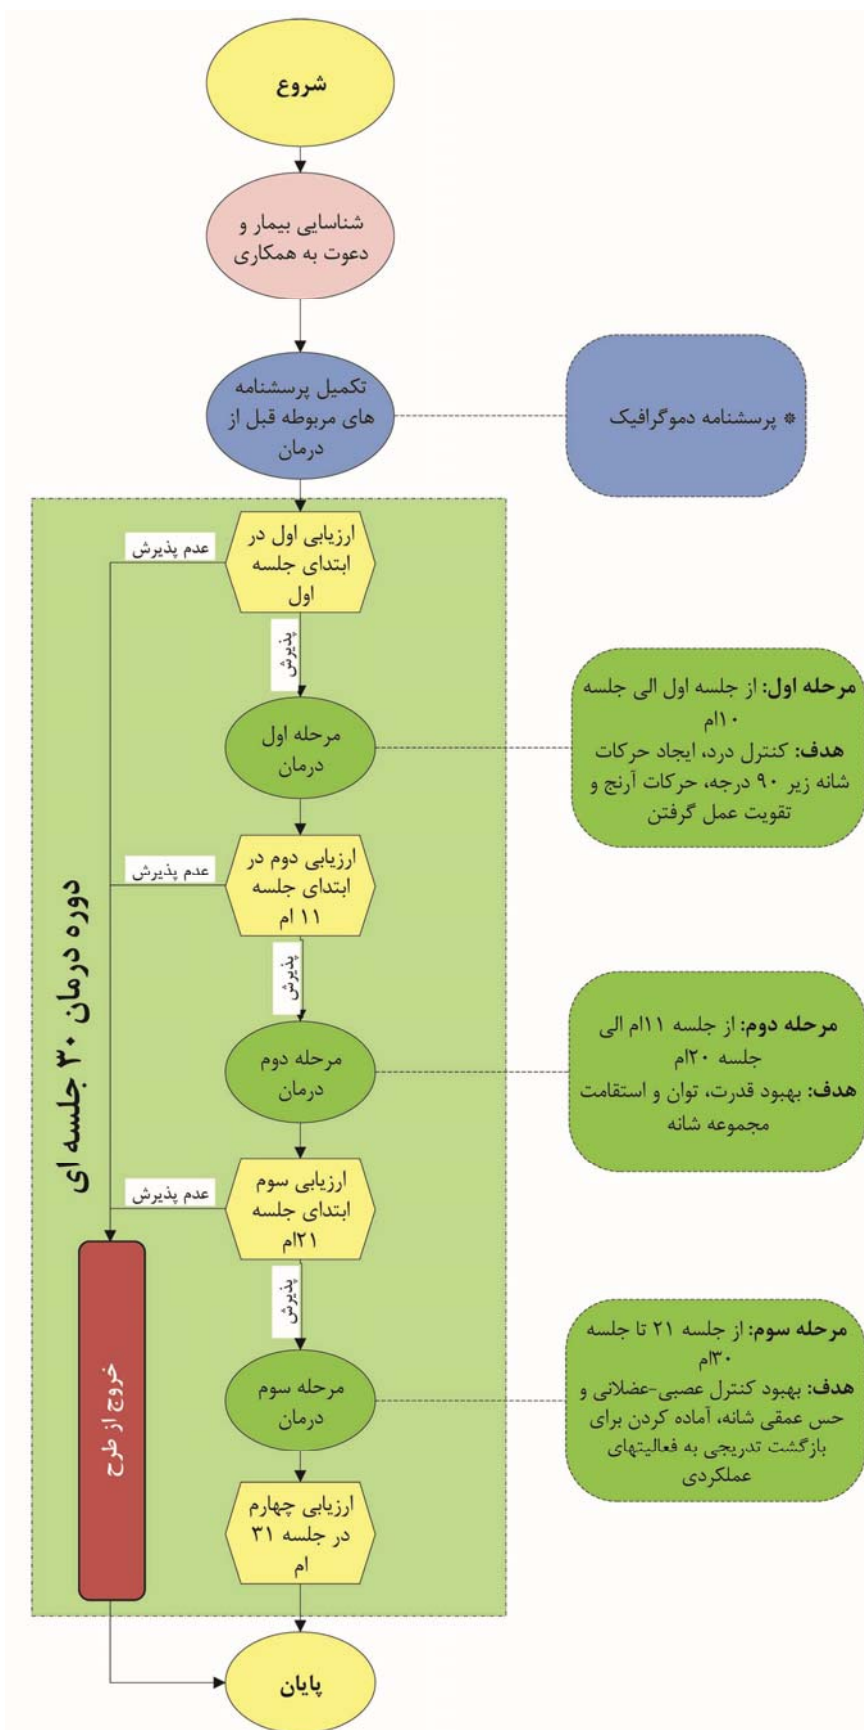 شروع
شناسایی بیمار و
دعوت به همکاری
تکمیل پرسشنامه
های مربوطه قبل از
درمان
* پرسشنامه دموگرافیک
ارزیابی اول در
ابتدای جلسه
اول
عدم پذیرش
پذیرش
مرحله اول
درمان
مرحله اول: از جلسه اول الی جلسه
۱۰ام
هدف: کنترل درد، ایجاد حرکات
شانه زیر ۹۰ درجه، حرکات آرنج و
تقویت عمل گرفتن
ارزیابی دوم در
ابتدای جلسه
۱۱ ام
عدم پذیرش
پذیرش
مرحله دوم
درمان
مرحله دوم: از جلسه ۱۱ام الی
جلسه ۲۰ام
هدف: بهبود قدرت، توان و استقامت
مجموعه شانه
ارزیابی سوم
ابتدای جلسه
۲۱ام
عدم پذیرش
پذیرش
مرحله سوم
درمان
مرحله سوم: از جلسه ۲۱ تا جلسه
۳۰ام
هدف: بهبود کنترل عصبی-عضلانی و
حس عمقی شانه، آماده کردن برای
بازگشت تدریجی به فعالیتهای
عملکردی
ارزیابی چهارم
در جلسه ۳۱
ام
دوره درمان ۳۰ جلسه ای
خروج از طرح
پایان